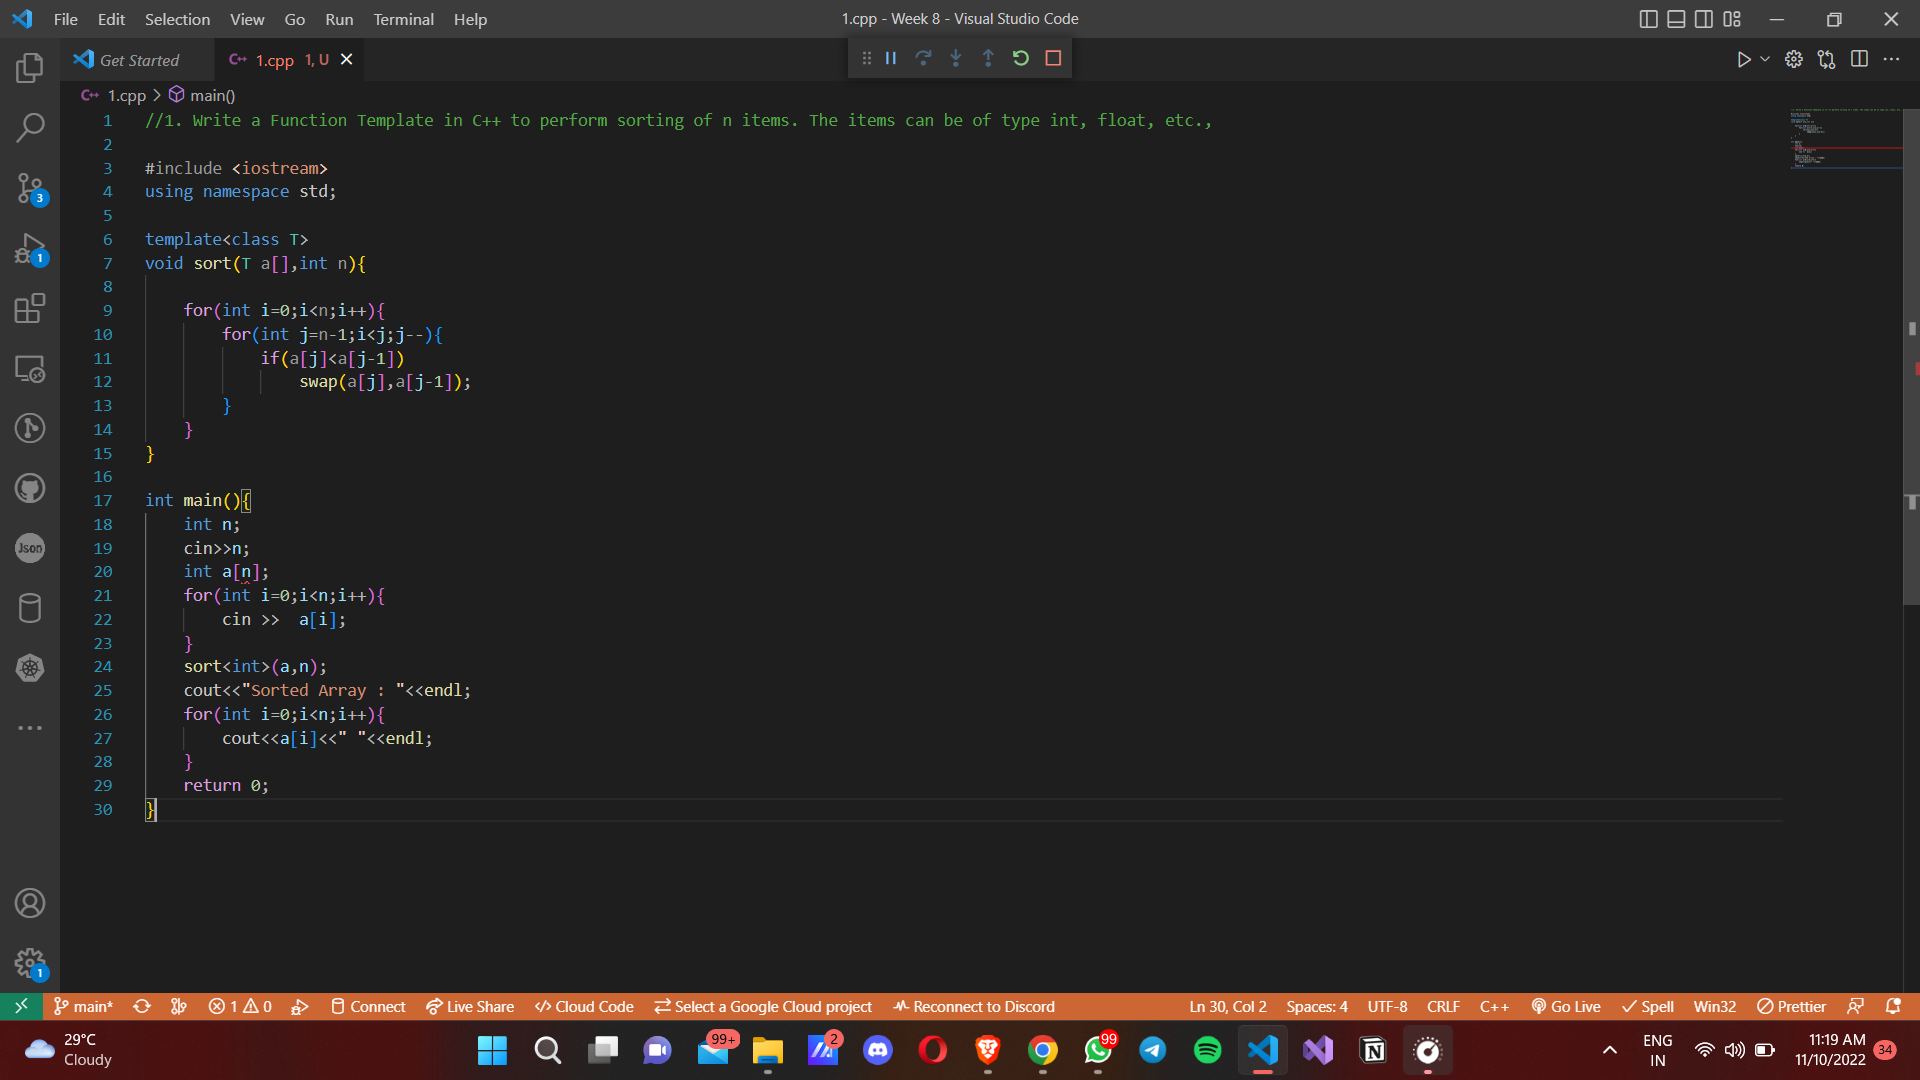 File Edit Selection View Go Run Terminal Help 1.cpp - Week 8 - Visual Studio Code
Get Started C++ 1.cpp 1, U
C++ 1.cpp > main()
1 //1. Write a Function Template in C++ to perform sorting of n items. The items can be of type int, float, etc.,
2
3 #include <iostream>
4 using namespace std;
5
6 template<class T>
7 void sort(T a[],int n){
8
9 for(int i=0;i<n;i++){
10 for(int j=n-1;i<j;j--){
11 if(a[j]<a[j-1])
12 swap(a[j],a[j-1]);
13 }
14 }
15 }
16
17 int main(){
18 int n;
19 cin>>n;
20 int a[n];
21 for(int i=0;i<n;i++){
22 cin >>  a[i];
23 }
24 sort<int>(a,n);
25 cout<<"Sorted Array : "<<endl;
26 for(int i=0;i<n;i++){
27 cout<<a[i]<<" "<<endl;
28 }
29 return 0;
30 }
3
1
Json
1
main* 1 0 Connect Live Share Cloud Code Select a Google Cloud project Reconnect to Discord Ln 30, Col 2 Spaces: 4 UTF-8 CRLF C++ Go Live Spell Win32 Prettier
29°C
Cloudy
99+ 2 99
ENG
IN
11:19 AM
11/10/2022
34